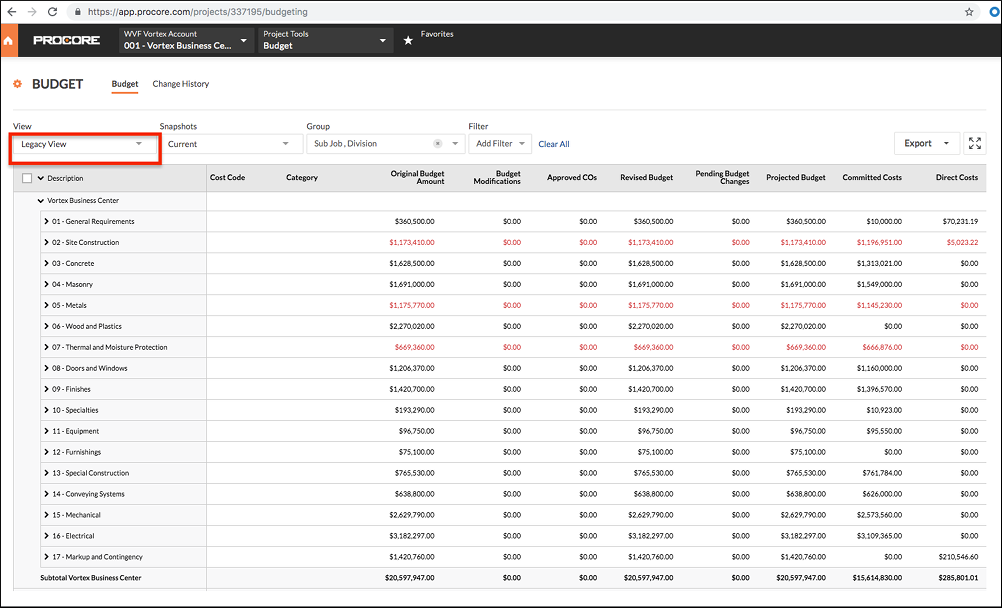 https://app.procore.com/projects/337195/budgeting
PROCORE
WVF Vortex Account
001 - Vortex Business Ce...
Project Tools
Budget
Favorites
BUDGET
Budget
Change History
View
Snapshots
Group
Filter
Legacy View
Current
Sub Job , Division
Add Filter
Clear All
Export
Description Cost Code Category Original Budget Amount Budget Modifications Approved COs Revised Budget Pending Budget Changes Projected Budget Committed Costs Direct Costs
Vortex Business Center
01 - General Requirements $360,500.00 $0.00 $0.00 $360,500.00 $0.00 $360,500.00 $10,000.00 $70,231.19
02 - Site Construction $1,173,410.00 $0.00 $0.00 $1,173,410.00 $0.00 $1,173,410.00 $1,196,951.00 $5,023.22
03 - Concrete $1,628,500.00 $0.00 $0.00 $1,628,500.00 $0.00 $1,628,500.00 $1,313,021.00 $0.00
04 - Masonry $1,691,000.00 $0.00 $0.00 $1,691,000.00 $0.00 $1,691,000.00 $1,549,000.00 $0.00
05 - Metals $1,175,770.00 $0.00 $0.00 $1,175,770.00 $0.00 $1,175,770.00 $1,145,230.00 $0.00
06 - Wood and Plastics $2,270,020.00 $0.00 $0.00 $2,270,020.00 $0.00 $2,270,020.00 $0.00 $0.00
07 - Thermal and Moisture Protection $669,360.00 $0.00 $0.00 $669,360.00 $0.00 $669,360.00 $666,876.00 $0.00
08 - Doors and Windows $1,206,370.00 $0.00 $0.00 $1,206,370.00 $0.00 $1,206,370.00 $1,160,000.00 $0.00
09 - Finishes $1,420,700.00 $0.00 $0.00 $1,420,700.00 $0.00 $1,420,700.00 $1,396,570.00 $0.00
10 - Specialties $193,290.00 $0.00 $0.00 $193,290.00 $0.00 $193,290.00 $10,923.00 $0.00
11 - Equipment $96,750.00 $0.00 $0.00 $96,750.00 $0.00 $96,750.00 $95,550.00 $0.00
12 - Furnishings $75,100.00 $0.00 $0.00 $75,100.00 $0.00 $75,100.00 $0.00 $0.00
13 - Special Construction $765,530.00 $0.00 $0.00 $765,530.00 $0.00 $765,530.00 $761,784.00 $0.00
14 - Conveying Systems $638,800.00 $0.00 $0.00 $638,800.00 $0.00 $638,800.00 $626,000.00 $0.00
15 - Mechanical $2,629,790.00 $0.00 $0.00 $2,629,790.00 $0.00 $2,629,790.00 $2,573,560.00 $0.00
16 - Electrical $3,182,297.00 $0.00 $0.00 $3,182,297.00 $0.00 $3,182,297.00 $3,109,365.00 $0.00
17 - Markup and Contingency $1,420,760.00 $0.00 $0.00 $1,420,760.00 $0.00 $1,420,760.00 $0.00 $210,546.60
Subtotal Vortex Business Center $20,597,947.00 $0.00 $0.00 $20,597,947.00 $0.00 $20,597,947.00 $15,614,830.00 $285,801.01